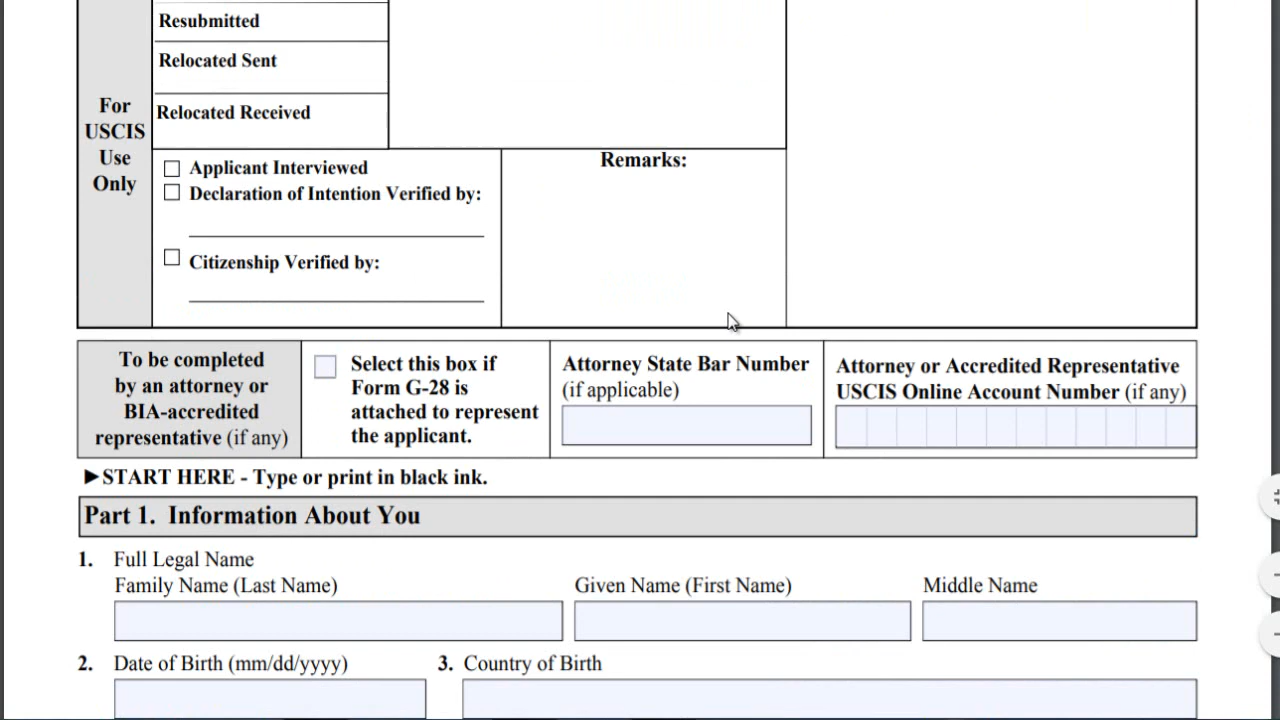 Resubmitted
Relocated Sent
Relocated Received
For
USCIS
Use
Only
Applicant Interviewed
Declaration of Intention Verified by:
Citizenship Verified by:
Remarks:
To be completed
by an attorney or
BIA-accredited
representative (if any)
Select this box if
Form G-28 is
attached to represent
the applicant.
Attorney State Bar Number
(if applicable)
Attorney or Accredited Representative
USCIS Online Account Number (if any)
►START HERE - Type or print in black ink.
Part 1. Information About You
1. Full Legal Name
Family Name (Last Name)
Given Name (First Name)
Middle Name
2. Date of Birth (mm/dd/yyyy)
3. Country of Birth